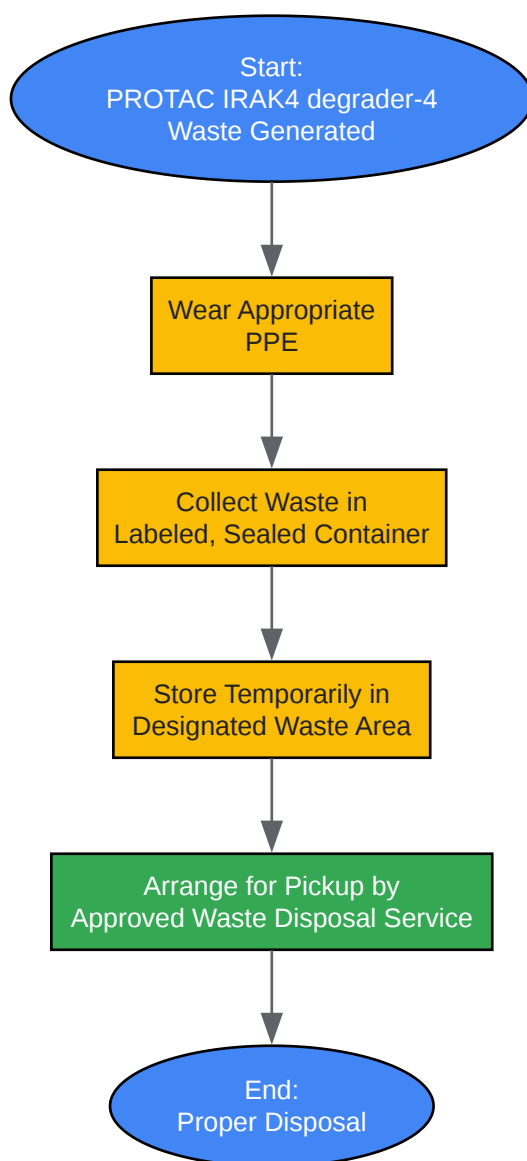 Start:
PROTAC IRAK4 degrader-4
Waste Generated
Wear Appropriate
PPE
Collect Waste in
Labeled, Sealed Container
Store Temporarily in
Designated Waste Area
Arrange for Pickup by
Approved Waste Disposal Service
End:
Proper Disposal